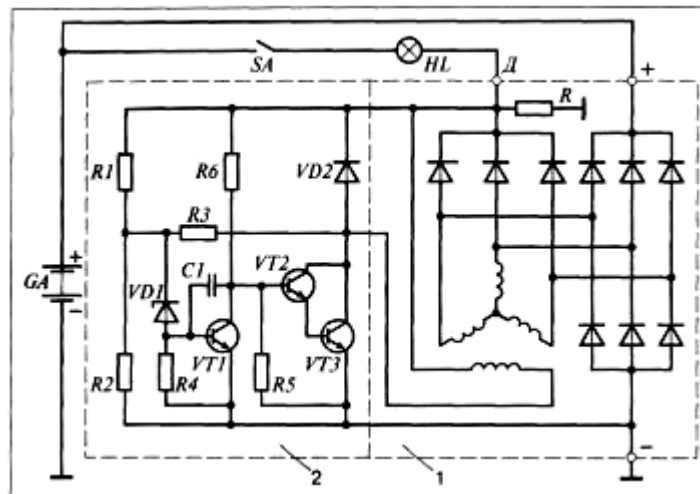 SA
HL
Д
+
R
R1
R6
VD2
R3
C1
VT2
GA
+
-
VD1
VT1
VT3
R2
R4
R5
-
2
1